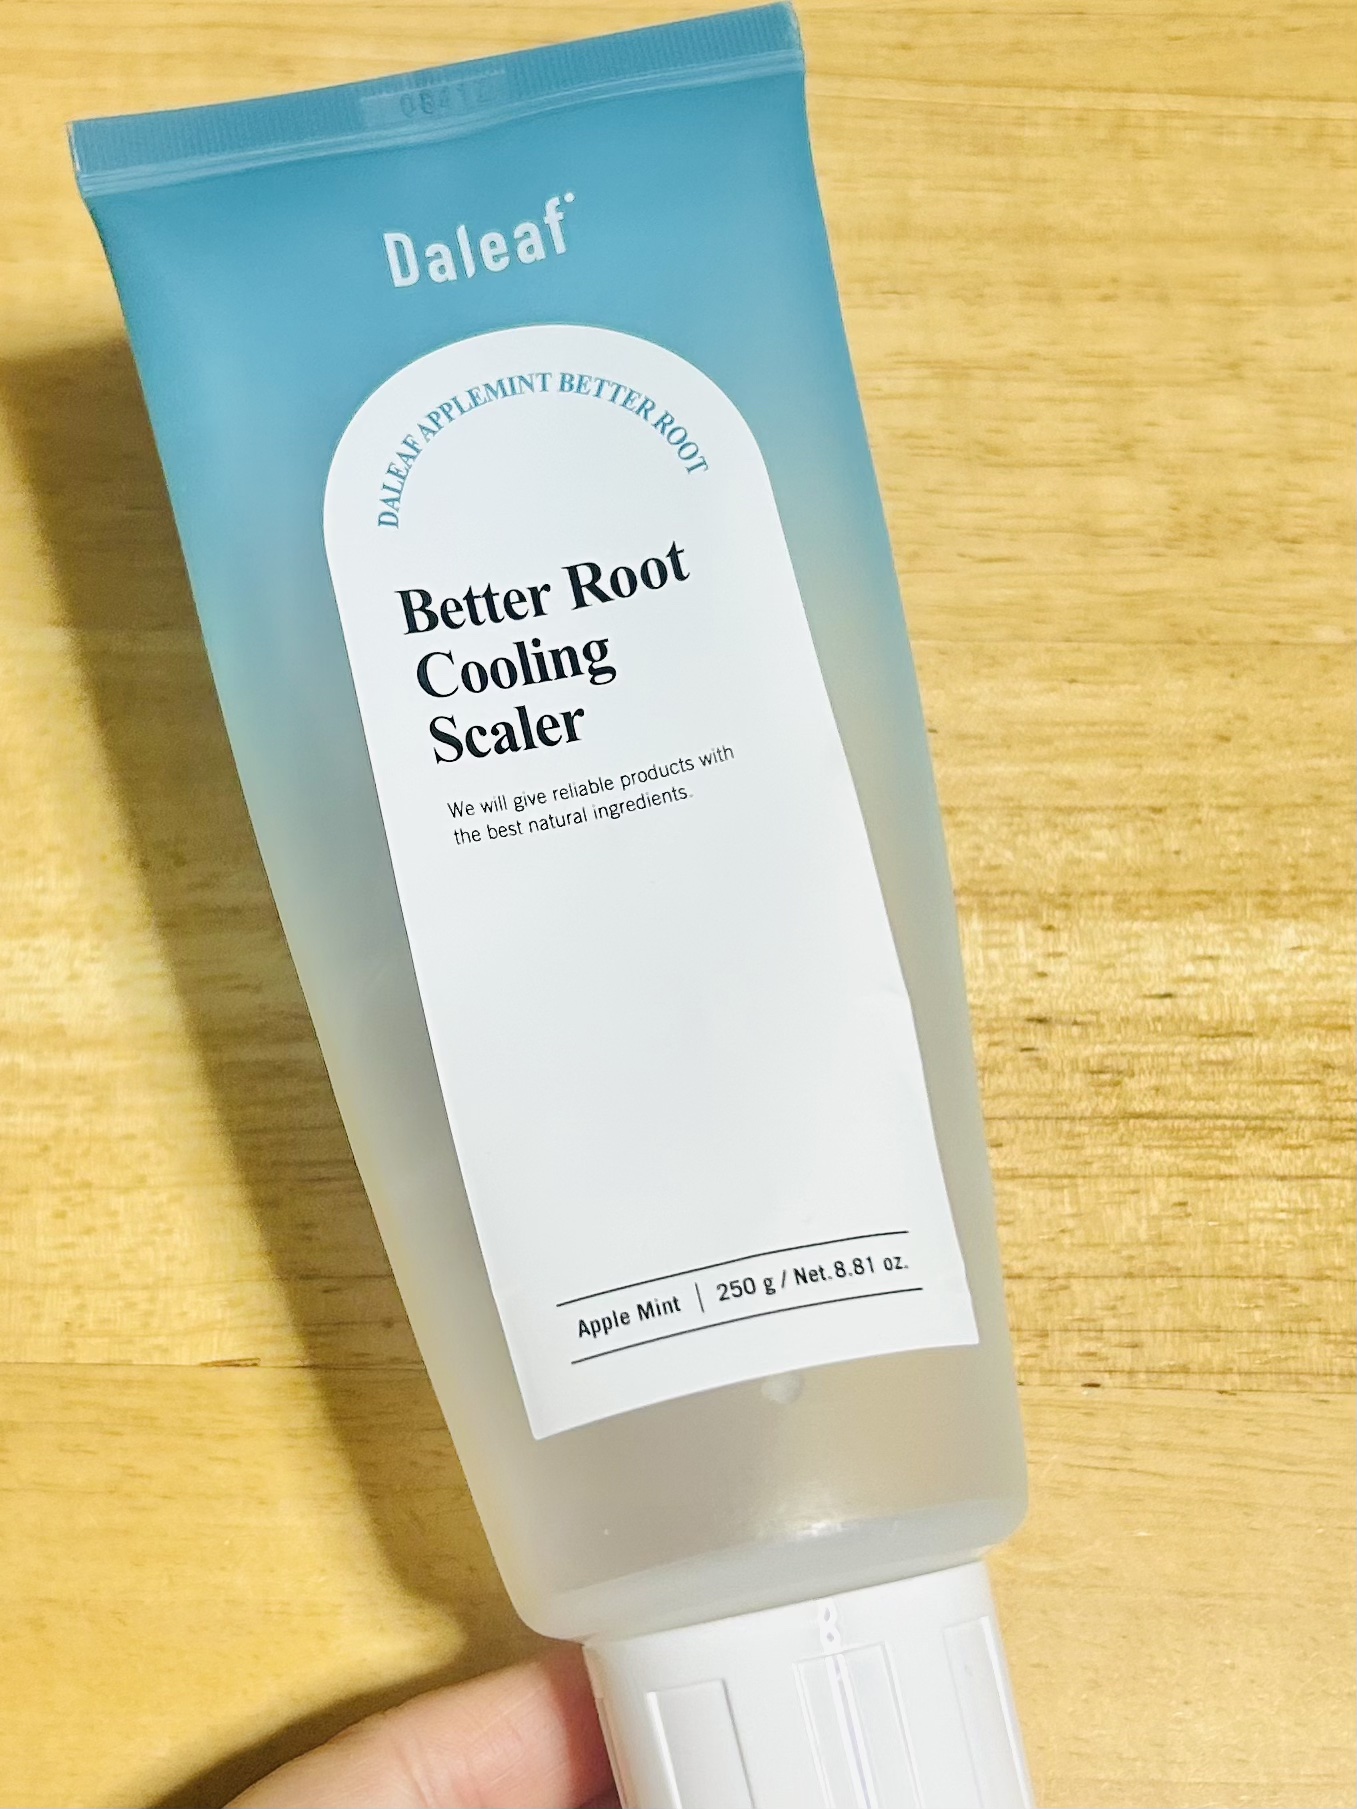 Daleaf
DALEAF APPLEMINT BETTER ROOT
Better Root
Cooling
Scaler
We will give reliable products with
the best natural ingredients.
Apple Mint | 250 g / Net. 8.81 oz.